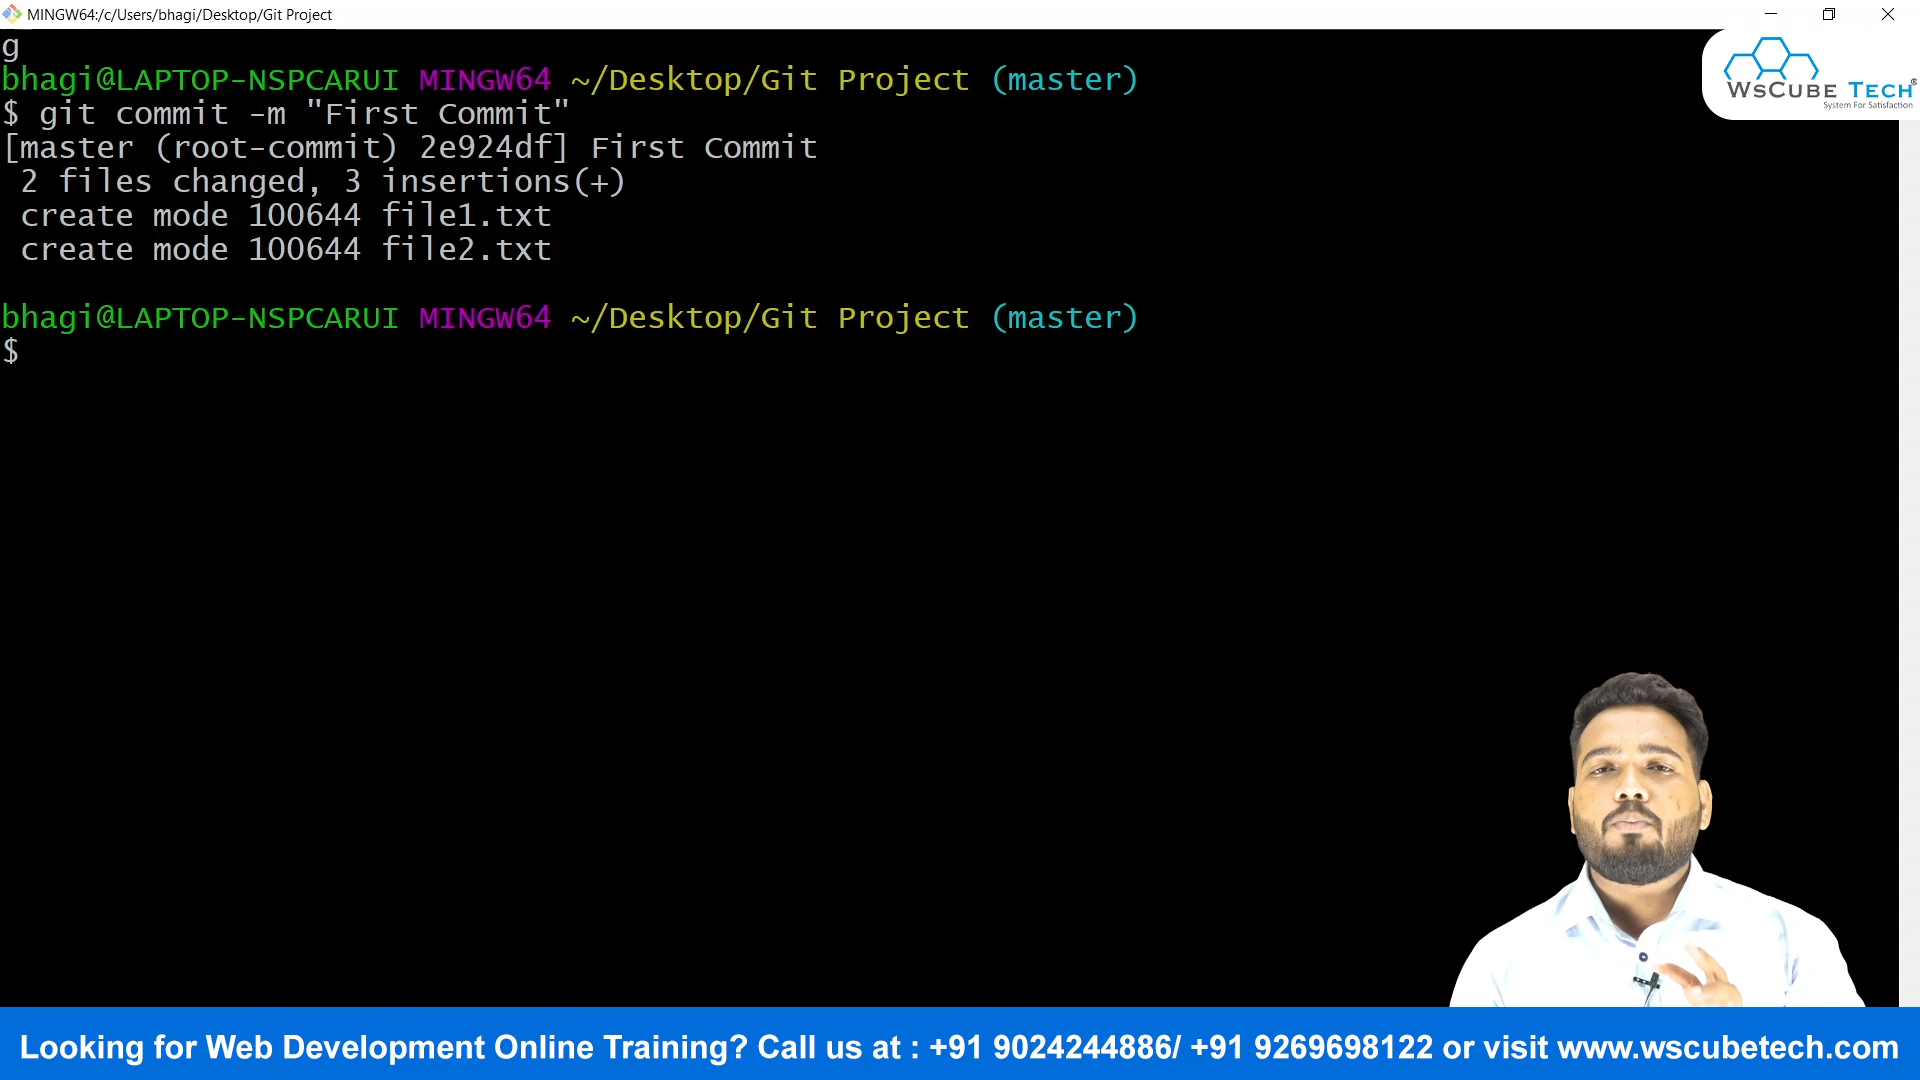 MINGW64:/c/Users/bhagi/Desktop/Git Project
g
bhagi@LAPTOP-NSPCARUI MINGW64 ~/Desktop/Git Project (master)
$ git commit -m "First Commit"
[master (root-commit) 2e924df] First Commit
 2 files changed, 3 insertions(+)
 create mode 100644 file1.txt
 create mode 100644 file2.txt
bhagi@LAPTOP-NSPCARUI MINGW64 ~/Desktop/Git Project (master)
$
WSCUBE TECH®
System For Satisfaction
Looking for Web Development Online Training? Call us at : +91 9024244886/ +91 9269698122 or visit www.wscubetech.com